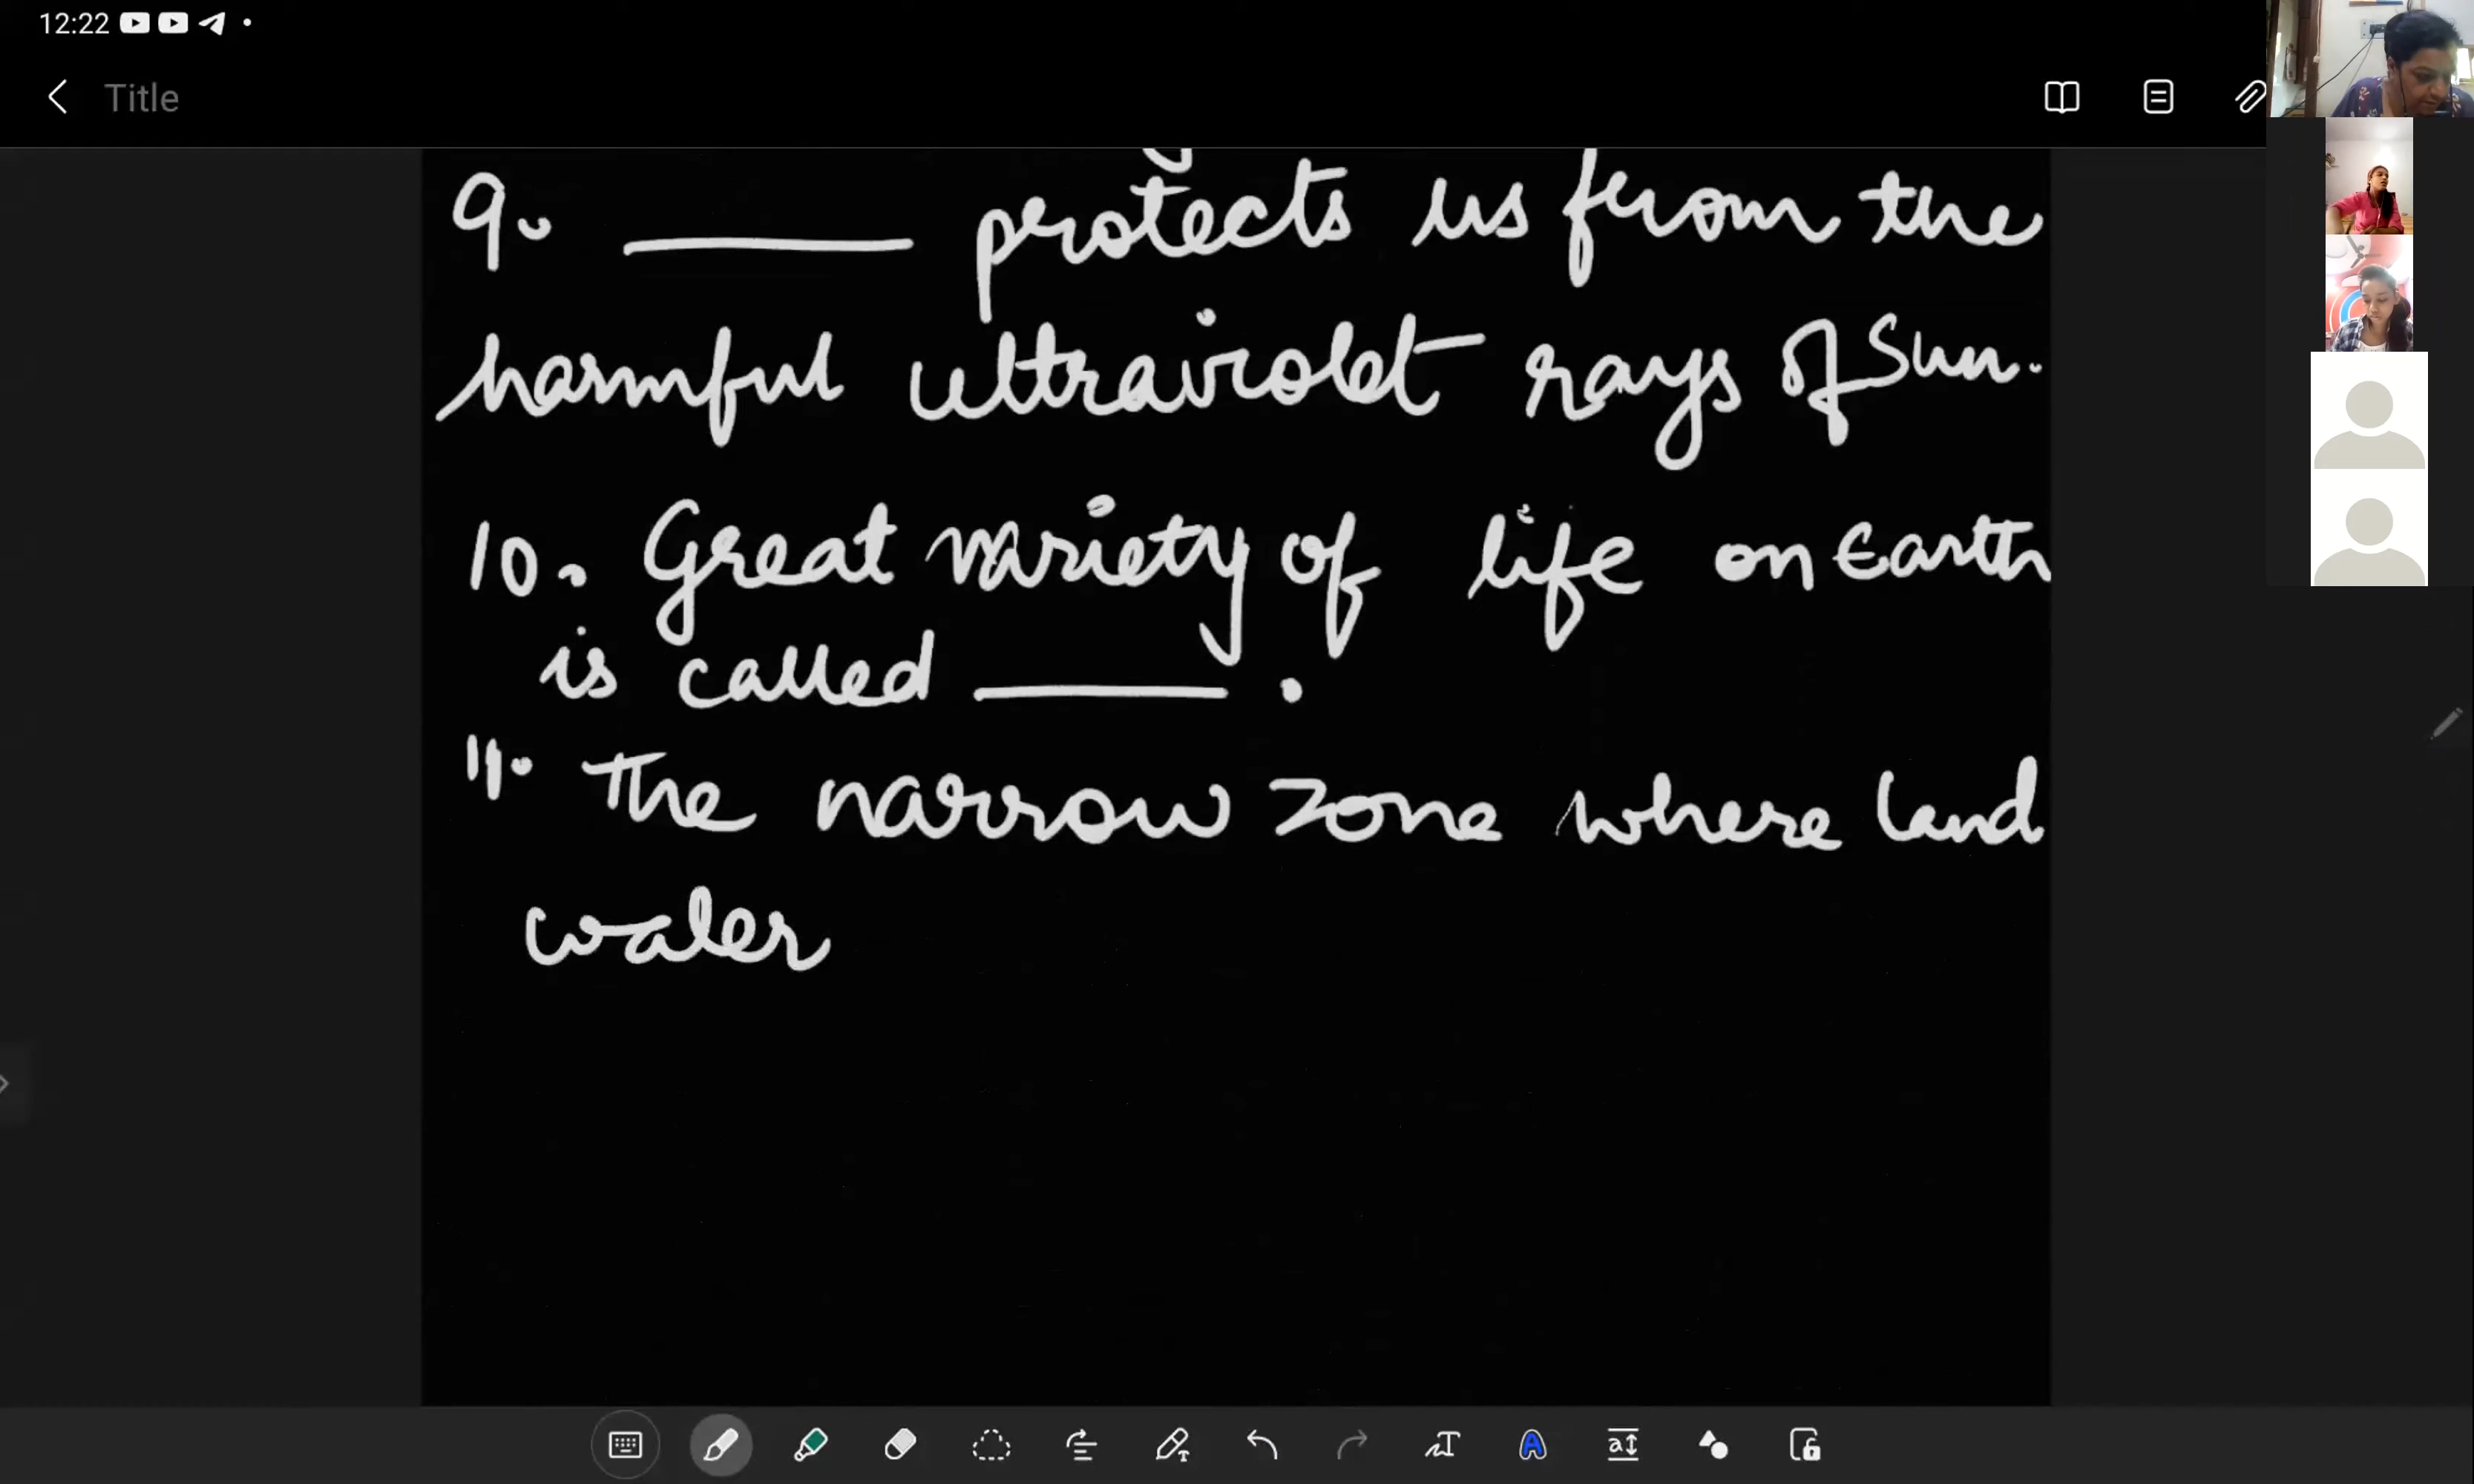 12:22
Title
9. ______ protects us from the
harmful ultraviolet rays of Sun.
10. Great variety of life on Earth
is called ______ .
11. The narrow zone where land
water